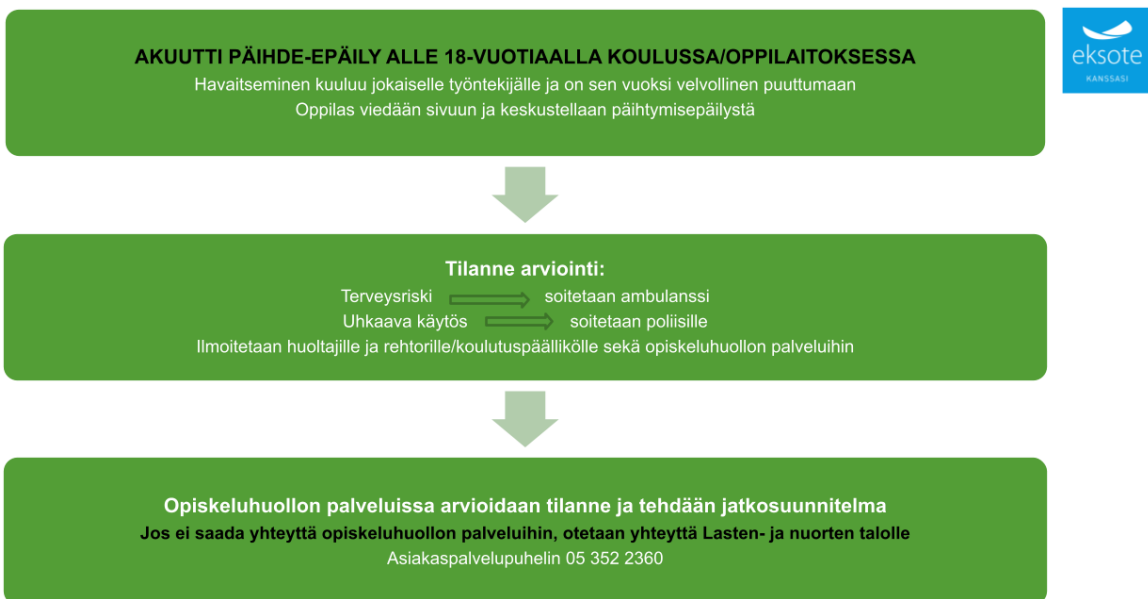 AKUUTTI PÄIHDE-EPÄILY ALLE 18-VUOTIAALLA KOULUSSA/OPPILAITOKSESSA
Havaitseminen kuuluu jokaiselle työntekijälle ja on sen vuoksi velvollinen puuttumaan
Oppilas viedään sivuun ja keskustellaan päihtymisepäilystä
eksote
KANSSASI
Tilanne arviointi:
Terveysriski soitetaan ambulanssi
Uhkaava käytös soitetaan poliisille
Ilmoitetaan huoltajille ja rehtorille/koulutuspäällikölle sekä opiskeluhuollon palveluihin
Opiskeluhuollon palveluissa arvioidaan tilanne ja tehdään jatkosuunnitelma
Jos ei saada yhteyttä opiskeluhuollon palveluihin, otetaan yhteyttä Lasten- ja nuorten talolle
Asiakaspalvelupuhelin 05 352 2360